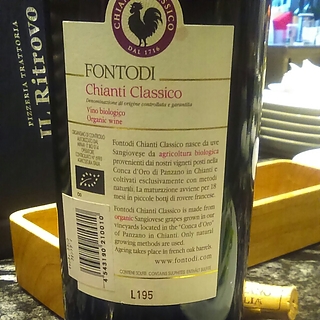 CHIANTI CLASSICO
DAL 1716
PIZZERIA TRATTORIA
IL Ritrovo
FONTODI
Chianti Classico
Denominazione di origine controllata e garantita
Vino biologico
Organic wine
Fontodi Chianti Classico nasce da uve
Sangiovese da agricoltura biologica
provenienti dai nostri vigneti posti nella
Conca d'Oro di Panzano in Chianti e
coltivati esclusivamente con metodi
naturali. La maturazione avviene per 18
mesi in piccole botti di rovere francese.
Fontodi Chianti Classico is made from
organic Sangiovese grapes grown in our
vineyards located in the "Conca d'Oro"
of Panzano in Chianti. Only natural
growing methods are used.
Ageing takes place in french oak barrels.
www.fontodi.com
4 543190 210010
L195